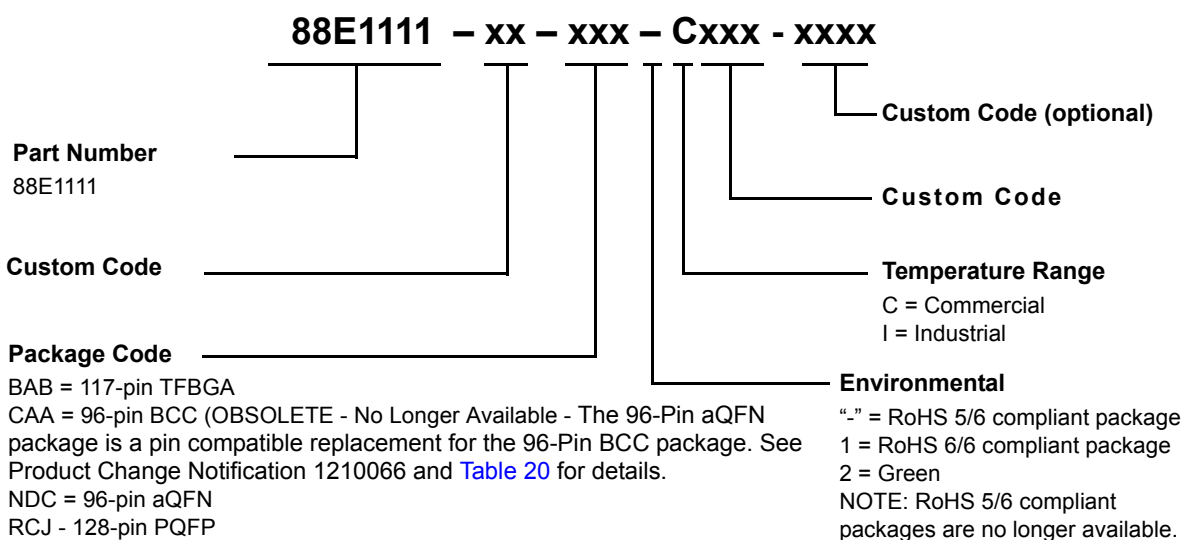 88E1111 – xx – xxx – Cxxx - xxxx
Custom Code (optional)
Part Number
88E1111
Custom Code
Custom Code
Temperature Range
C = Commercial
I = Industrial
Package Code
BAB = 117-pin TFBGA
CAA = 96-pin BCC (OBSOLETE - No Longer Available - The 96-Pin aQFN
package is a pin compatible replacement for the 96-Pin BCC package. See
Product Change Notification 1210066 and Table 20 for details.
NDC = 96-pin aQFN
RCJ - 128-pin PQFP
Environmental
“-” = RoHS 5/6 compliant package
1 = RoHS 6/6 compliant package
2 = Green
NOTE: RoHS 5/6 compliant
packages are no longer available.